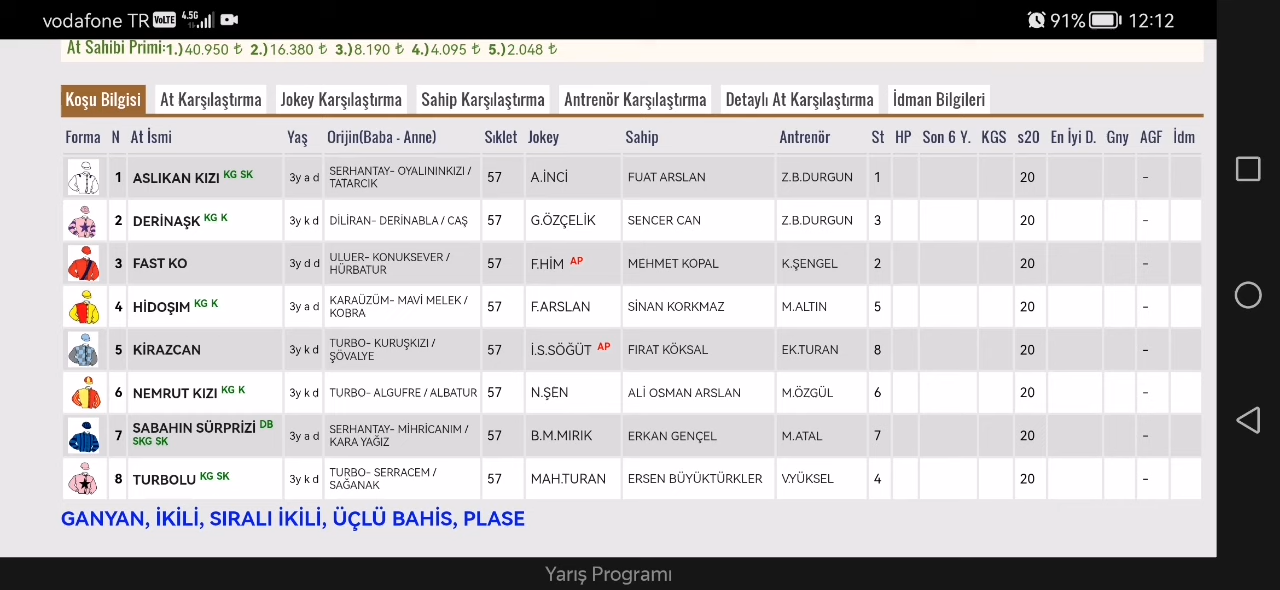 vodafone TR VoLTE 4.5G 91% 12:12
At Sahibi Primi:1.)40.950 ₺ 2.)16.380 ₺ 3.)8.190 ₺ 4.)4.095 ₺ 5.)2.048 ₺
Koşu Bilgisi At Karşılaştırma Jokey Karşılaştırma Sahip Karşılaştırma Antrenör Karşılaştırma Detaylı At Karşılaştırma İdman Bilgileri
Forma N At İsmi Yaş Orijin(Baba - Anne) Sıklet Jokey Sahip Antrenör St HP Son 6 Y. KGS s20 En İyi D. Gny AGF İdm
1 ASLIKAN KIZI KG SK 3y a d SERHANTAY- OYALININKIZI / TATARCIK 57 A.İNCİ FUAT ARSLAN Z.B.DURGUN 1 20 -
2 DERİNAŞK KG K 3y k d DİLİRAN- DERİNABLA / CAŞ 57 G.ÖZÇELİK SENCER CAN Z.B.DURGUN 3 20 -
3 FAST KO 3y d d ULUER- KONUKSEVER / HÜRBATUR 57 F.HİM AP MEHMET KOPAL K.ŞENGEL 2 20 -
4 HİDOŞIM KG K 3y a d KARAÜZÜM- MAVİ MELEK / KOBRA 57 F.ARSLAN SİNAN KORKMAZ M.ALTIN 5 20 -
5 KİRAZCAN 3y k d TURBO- KURUŞKIZI / ŞÖVALYE 57 İ.S.SÖĞÜT AP FIRAT KÖKSAL EK.TURAN 8 20 -
6 NEMRUT KIZI KG K 3y k d TURBO- ALGUFRE / ALBATUR 57 N.ŞEN ALİ OSMAN ARSLAN M.ÖZGÜL 6 20 -
7 SABAHIN SÜRPRİZİ DB SKG SK 3y a d SERHANTAY- MİHRİCANIM / KARA YAĞIZ 57 B.M.MIRIK ERKAN GENÇEL M.ATAL 7 20 -
8 TURBOLU KG SK 3y k d TURBO- SERRACEM / SAĞANAK 57 MAH.TURAN ERSEN BÜYÜKTÜRKLER V.YÜKSEL 4 20 -
GANYAN, İKİLİ, SIRALI İKİLİ, ÜÇLÜ BAHİS, PLASE
Yarış Programı